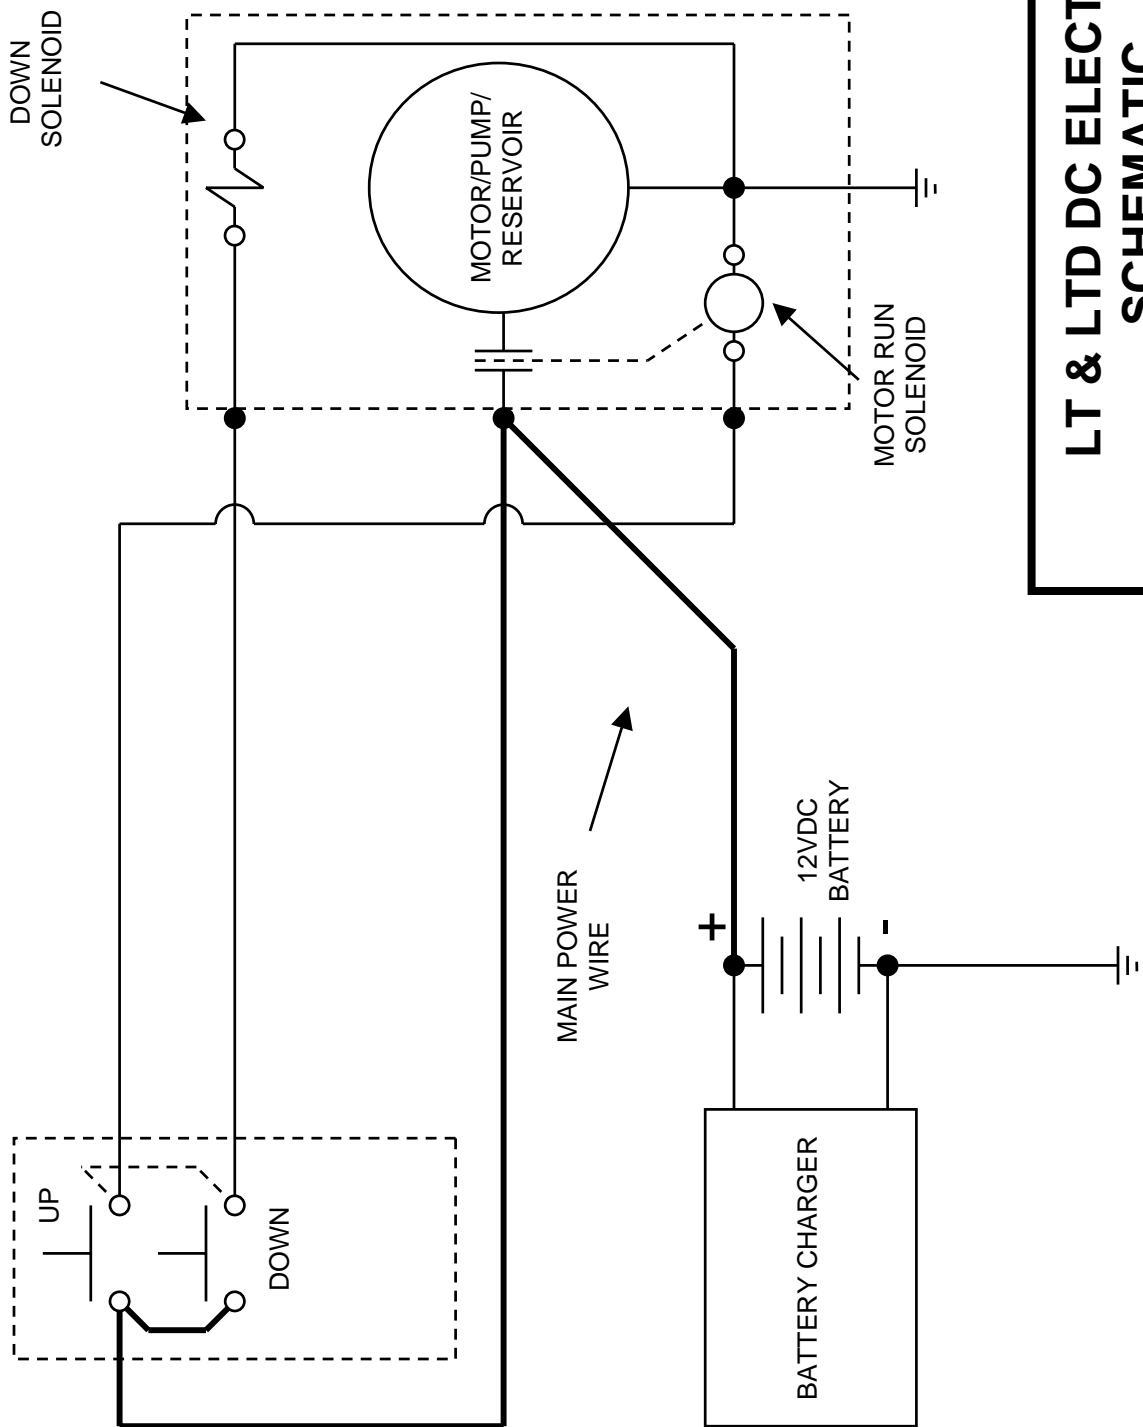 DOWN
SOLENOID
UP
DOWN
MOTOR/PUMP/
RESERVOIR
MAIN POWER
WIRE
+
BATTERY CHARGER
12VDC
BATTERY
-
MOTOR RUN
SOLENOID
LT & LTD DC ELECT
SCHEMATIC